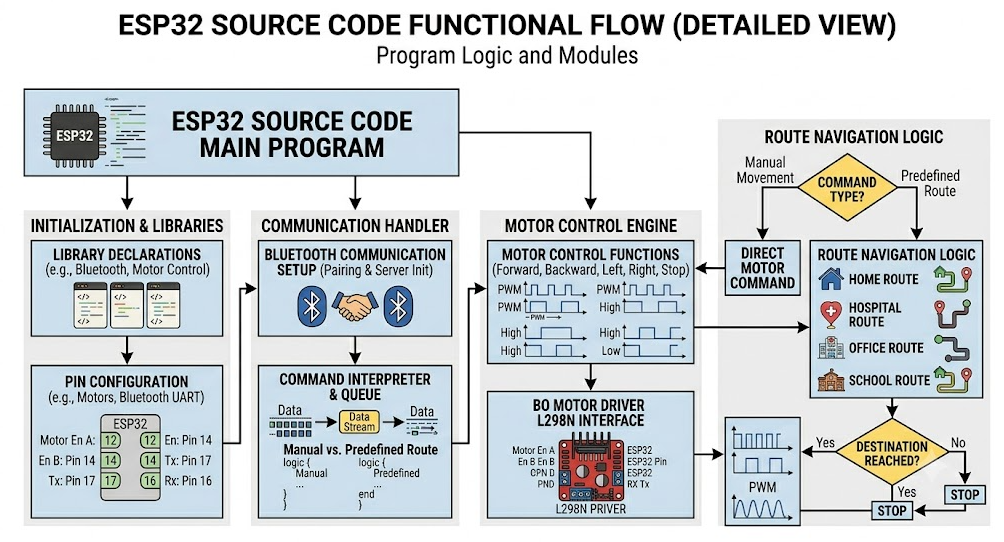 ESP32 SOURCE CODE FUNCTIONAL FLOW (DETAILED VIEW)
Program Logic and Modules
ESP32
ESP32 SOURCE CODE
MAIN PROGRAM
INITIALIZATION & LIBRARIES
LIBRARY DECLARATIONS
(e.g., Bluetooth, Motor Control)
</>
</>
</>
PIN CONFIGURATION
(e.g., Motors, Bluetooth UART)
ESP32
Motor En A: 12 12 En: Pin 14
En B: Pin 14 14 14 Tx: Pin 17
Tx: Pin 17 17 16 Rx: Pin 16
COMMUNICATION HANDLER
BLUETOOTH COMMUNICATION
SETUP (Pairing & Server Init)
COMMAND INTERPRETER
& QUEUE
Data Data Stream Data
Manual vs. Predefined Route
logic { logic {
Manual Predefined
... ...
} end
} }
MOTOR CONTROL ENGINE
MOTOR CONTROL FUNCTIONS
(Forward, Backward, Left, Right, Stop)
PWM PWM
PWM High
PWM
High High
High Low
BO MOTOR DRIVER
L298N INTERFACE
Motor En A ESP32
En B En B ESP32 Pin
CPN D ESP32
PND RX Tx
L298N PRIVER
ROUTE NAVIGATION LOGIC
Manual
Movement
COMMAND
TYPE?
Predefined
Route
DIRECT
MOTOR
COMMAND
ROUTE NAVIGATION LOGIC
HOME ROUTE
HOSPITAL
ROUTE
OFFICE ROUTE
SCHOOL ROUTE
DESTINATION
REACHED?
Yes
No
Yes
STOP
STOP
PWM